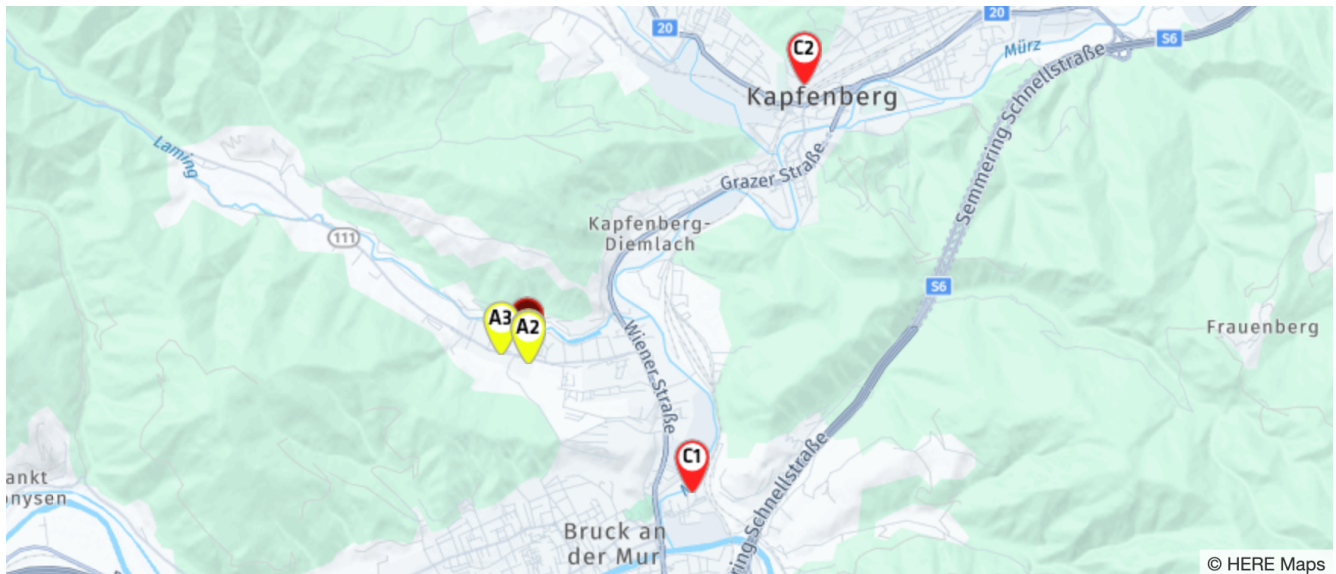 20
20
C2
S6
Mürz
Kapfenberg
Semmering Schnellstraße
Laming
Grazer Straße
Kapfenberg-
Diemlach
111
S6
A3
A2
Frauenberg
Wiener Straße
C1
ankt
onysen
Bruck an
der Mur
ring Schnellstraße
© HERE Maps